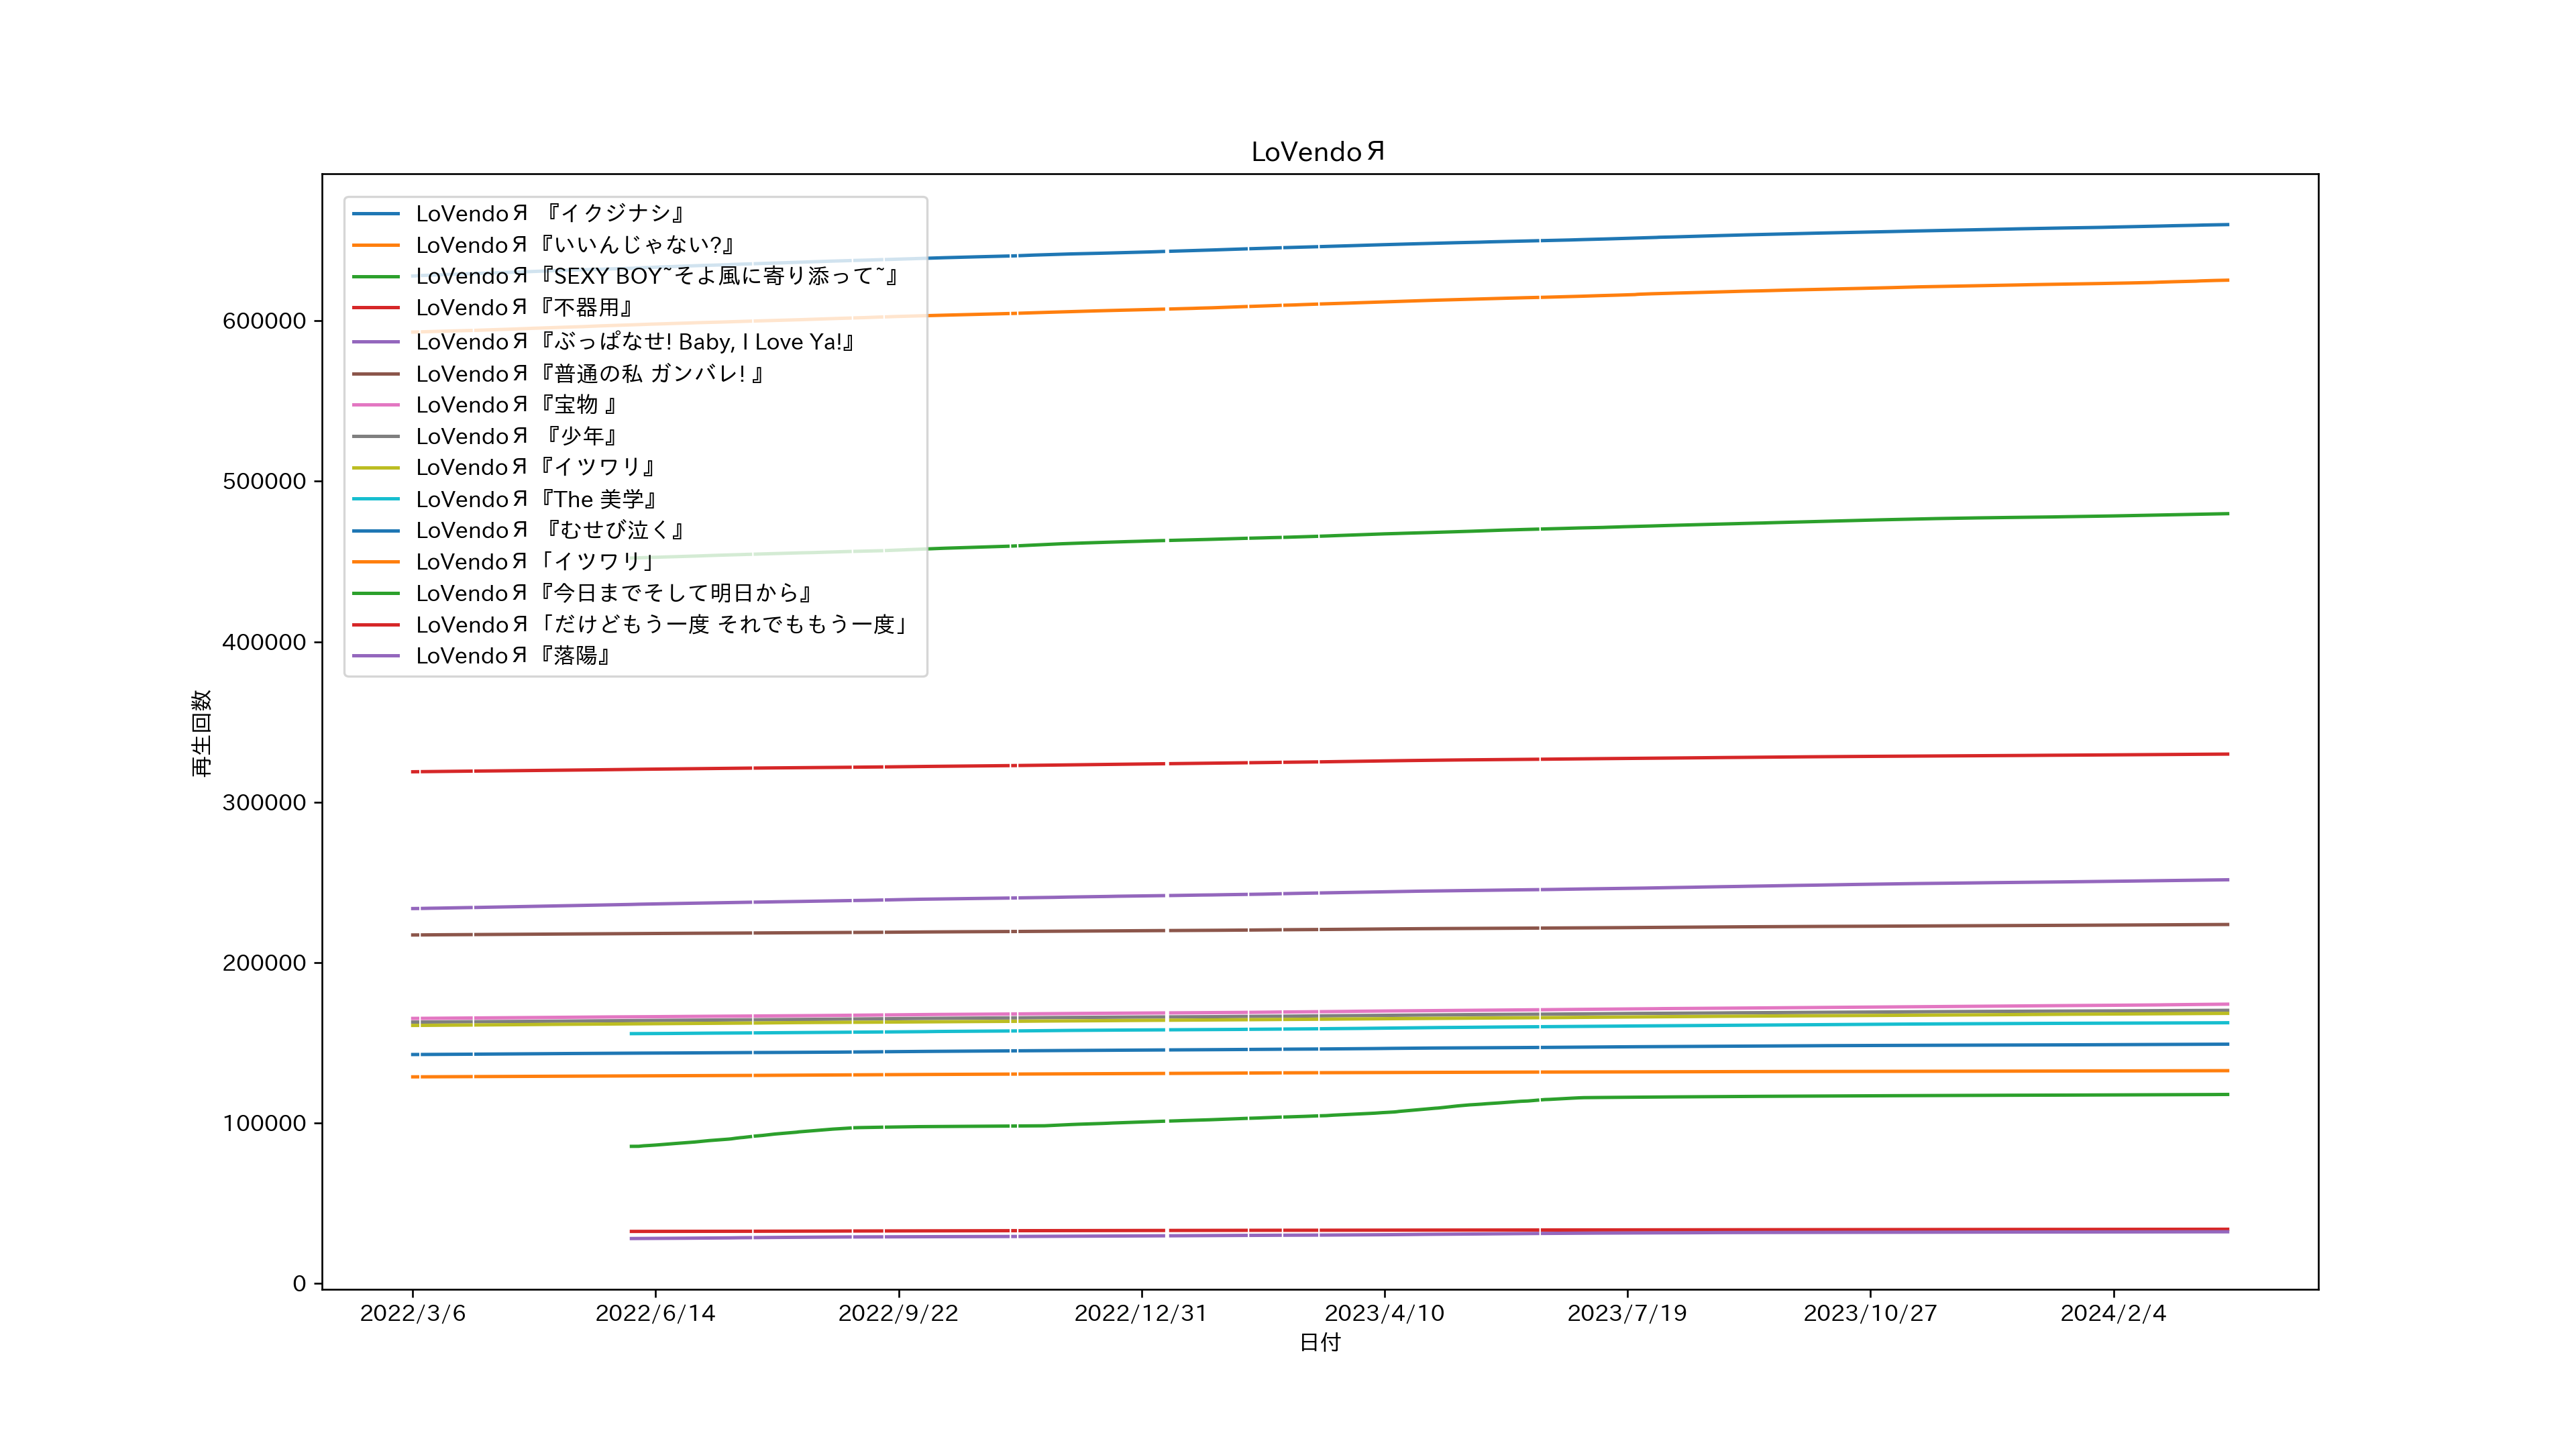 LoVendoЯ
LoVendoЯ 『イクジナシ』
LoVendoЯ『いいんじゃない?』
LoVendoЯ『SEXY BOY~そよ風に寄り添って~』
LoVendoЯ『不器用』
LoVendoЯ『ぶっぱなせ! Baby, I Love Ya!』
LoVendoЯ『普通の私 ガンバレ! 』
LoVendoЯ『宝物 』
LoVendoЯ 『少年』
LoVendoЯ『イツワリ』
LoVendoЯ『The 美学』
LoVendoЯ 『むせび泣く』
LoVendoЯ「イツワリ」
LoVendoЯ『今日までそして明日から』
LoVendoЯ「だけどもう一度 それでももう一度」
LoVendoЯ『落陽』
再生回数
600000
500000
400000
300000
200000
100000
0
2022/3/6 2022/6/14 2022/9/22 2022/12/31 2023/4/10 2023/7/19 2023/10/27 2024/2/4
日付